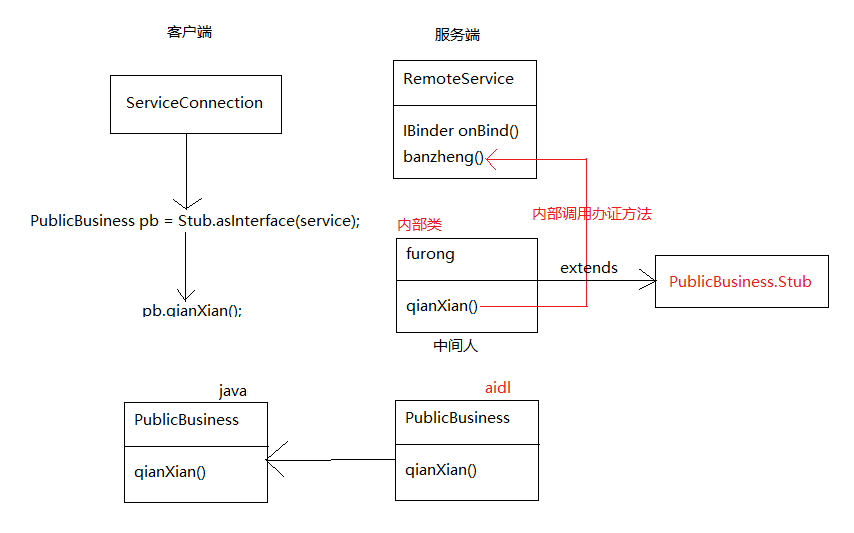 客户端
服务端
ServiceConnection
RemoteService
IBinder onBind()
banzheng()
PublicBusiness pb = Stub.asInterface(service);
内部调用办证方法
内部类
furong
extends
PublicBusiness.Stub
qianXian()
pb.qianXian();
中间人
java
aidl
PublicBusiness
PublicBusiness
qianXian()
qianXian()